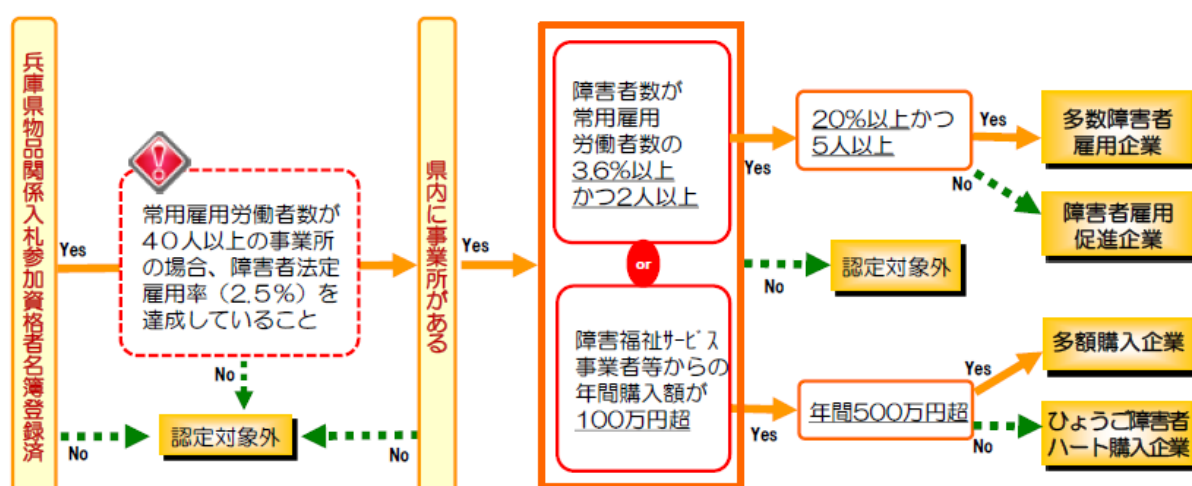 兵庫県物品関係入札参加資格者名簿登録済
Yes
No
常用雇用労働者数が
40人以上の事業所
の場合、障害者法定
雇用率（2.5%）を
達成していること
No
認定対象外
県内に事業所がある
Yes
No
障害者数が
常用雇用
労働者数の
3.6%以上
かつ2人以上
or
障害福祉ｻｰﾋﾞｽ
事業者等からの
年間購入額が
100万円超
Yes
20%以上かつ
5人以上
Yes
多数障害者
雇用企業
No
障害者雇用
促進企業
No
認定対象外
Yes
年間500万円超
Yes
多額購入企業
No
ひょうご障害者
ハート購入企業